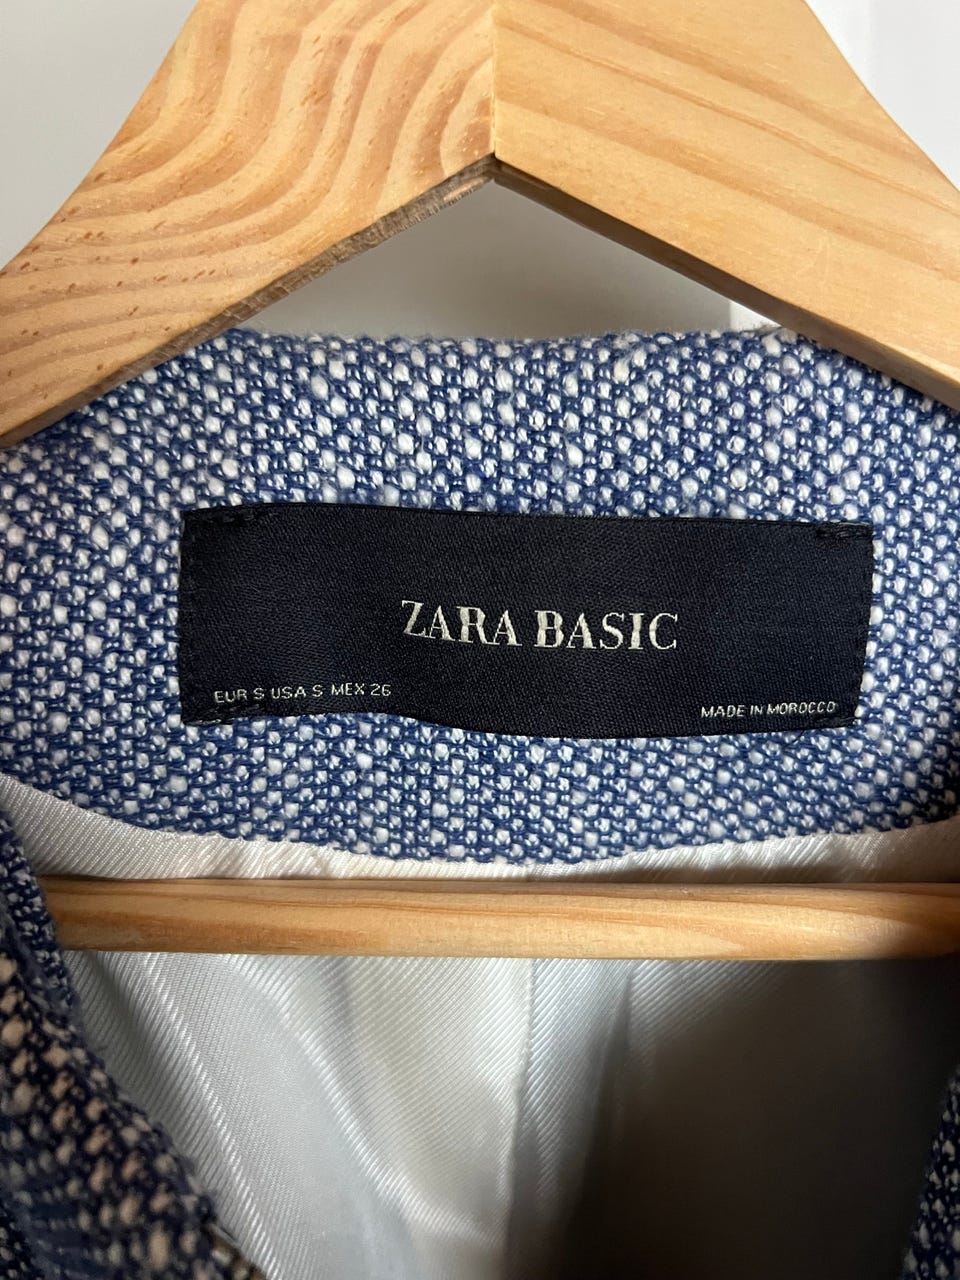 ZARA BASIC
EUR S USA S MEX 26
MADE IN MOROCCO